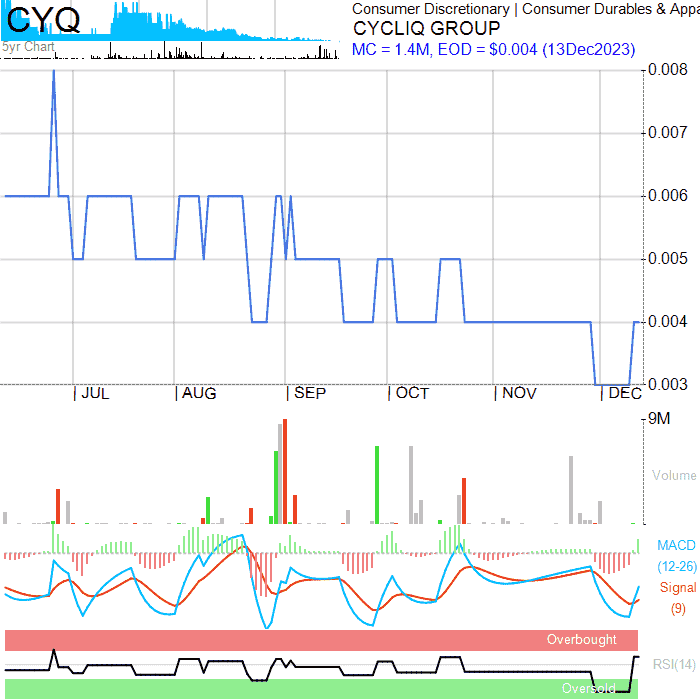 CYQ
5yr Chart
Consumer Discretionary | Consumer Durables & Appa
CYCLIQ GROUP
MC = 1.4M, EOD = $0.004 (13Dec2023)
0.008
0.007
0.006
0.005
0.004
0.003
JUL AUG SEP OCT NOV DEC
9M
Volume
MACD
(12-26)
Signal
(9)
Overbought
RSI(14)
Oversold